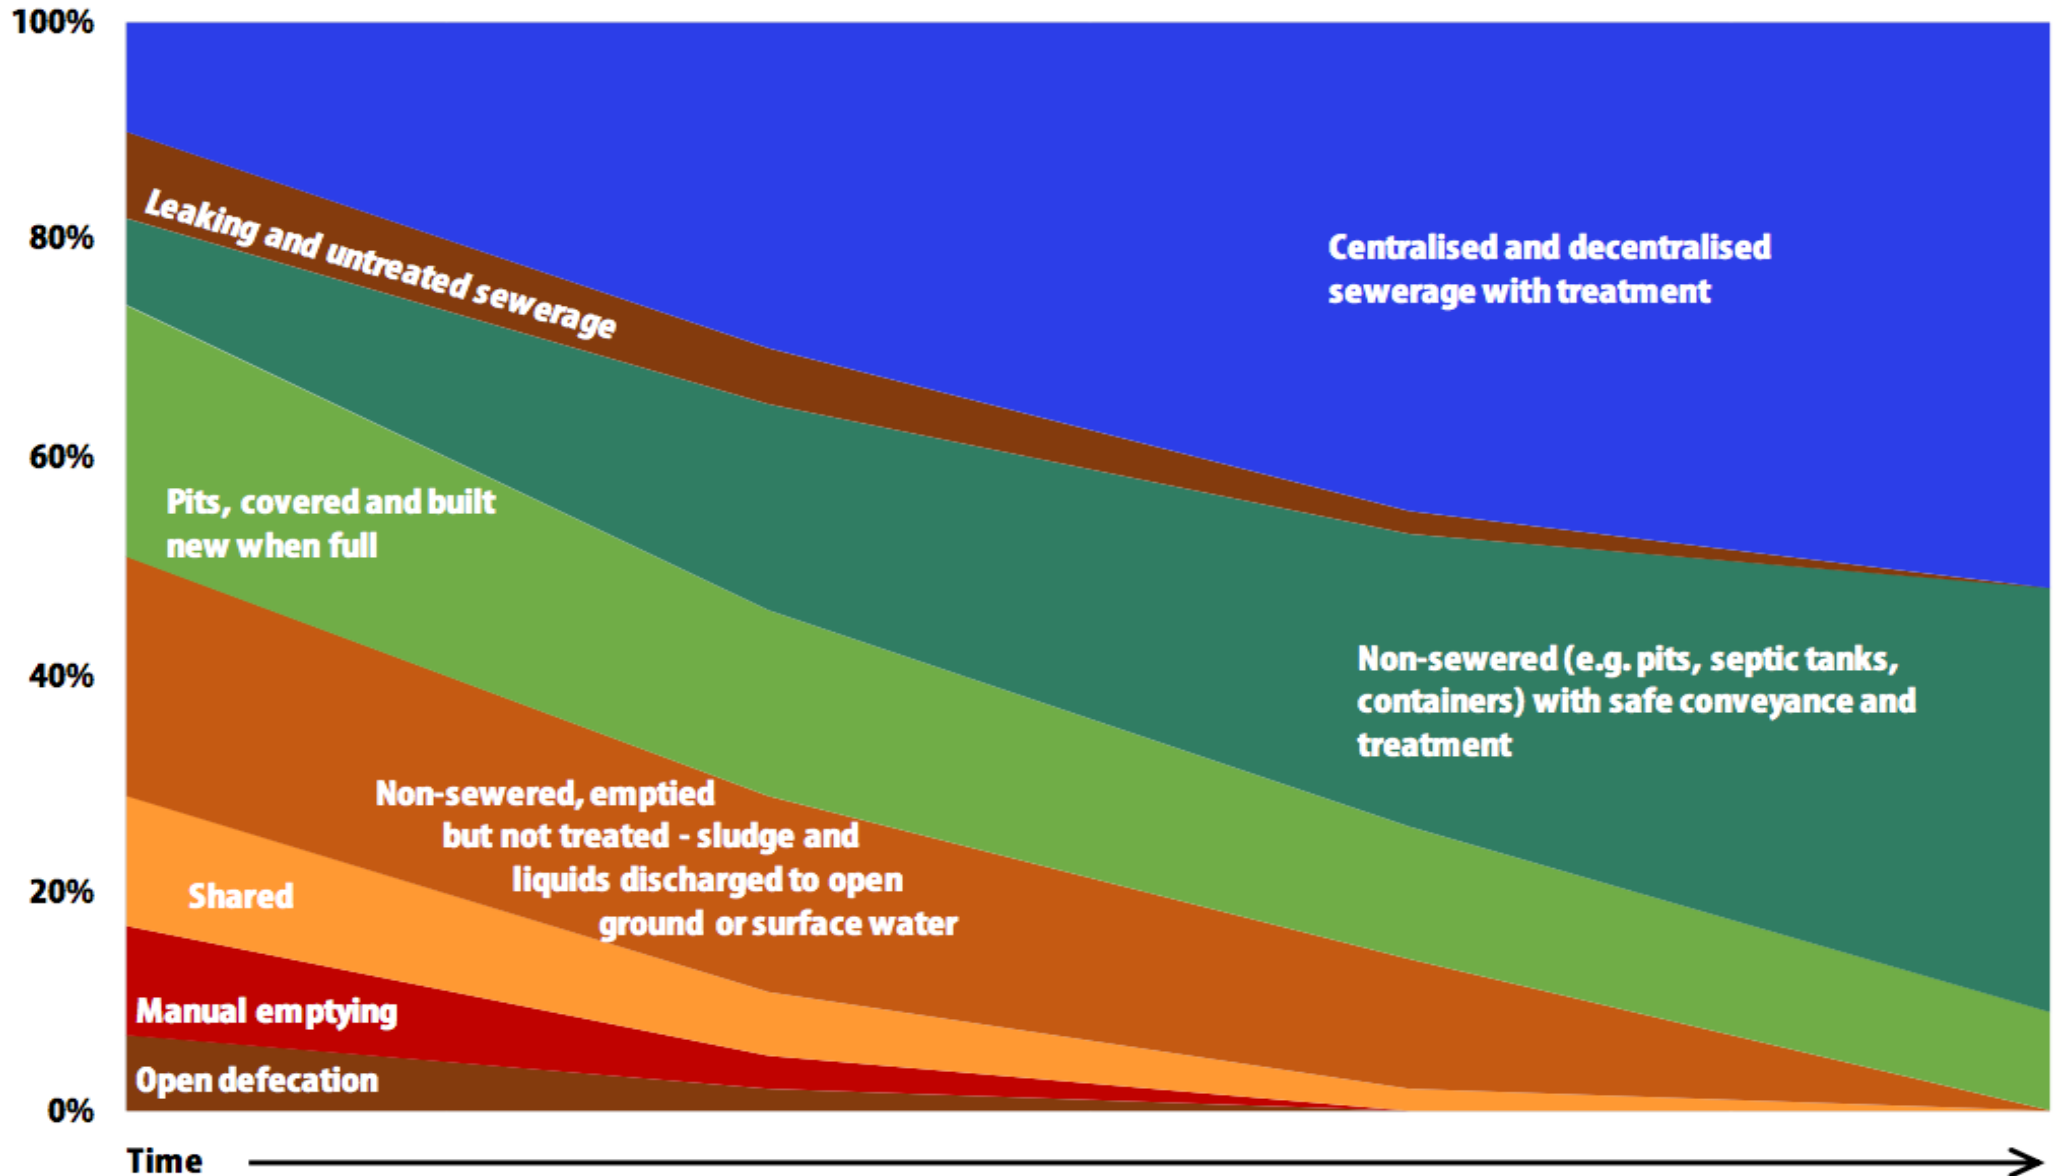 100%
80%
60%
40%
20%
0%
Leaking and untreated sewerage
Centralised and decentralised
sewerage with treatment
Pits, covered and built
new when full
Non-sewered (e.g. pits, septic tanks,
containers) with safe conveyance and
treatment
Non-sewered, emptied
but not treated - sludge and
liquids discharged to open
ground or surface water
Shared
Manual emptying
Open defecation
Time